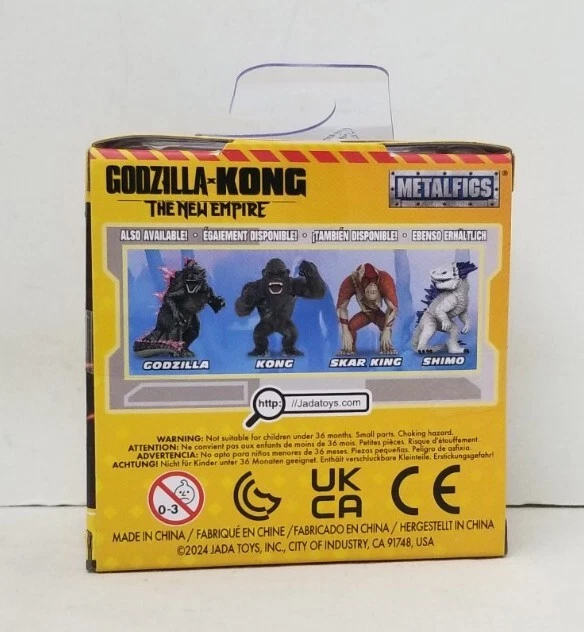 GODZILLA × KONG
THE NEW EMPIRE
METALFIGS®
ALSO AVAILABLE! • ÉGAIEMENT DISPONIBLE! • ¡TAMBIÉN DISPONIBLE! • EBENSO ERHÄLTLICH
GODZILLA
KONG
SKAR KING
SHIMO
http: //Jadatoys.com
WARNING: Not suitable for children under 36 months. Small parts. Choking hazard.
ATTENTION: Ne convient pas aux enfants de moins de 36 mois. Petites pièces. Risque d'étouffement.
ADVERTENCIA: No apto para niños menores de 36 meses. Piezas pequeñas. Peligro de asfixia.
ACHTUNG! Nicht für Kinder unter 36 Monaten geeignet. Enthält verschluckbare Kleinteile. Erstickungsgefahr!
0-3
UK
CA
CE
MADE IN CHINA / FABRIQUÉ EN CHINE / FABRICADO EN CHINA / HERGESTELLT IN CHINA
©2024 JADA TOYS, INC., CITY OF INDUSTRY, CA 91748, USA